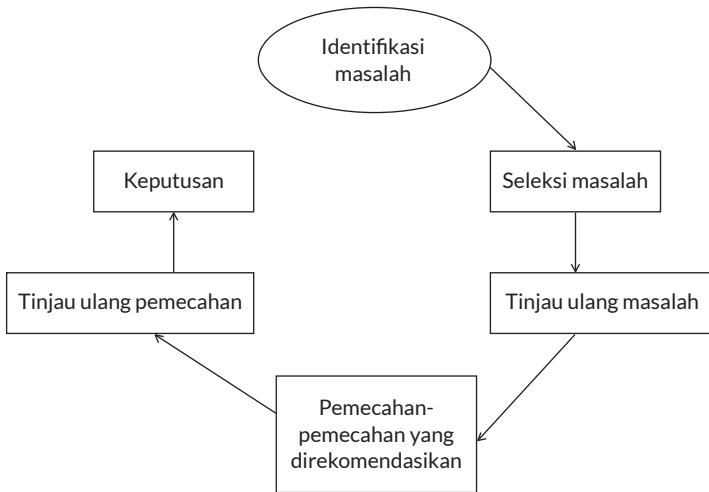 Identifikasi
masalah
Seleksi masalah
Tinjau ulang masalah
Pemecahan-
pemecahan yang
direkomendasikan
Tinjau ulang pemecahan
Keputusan